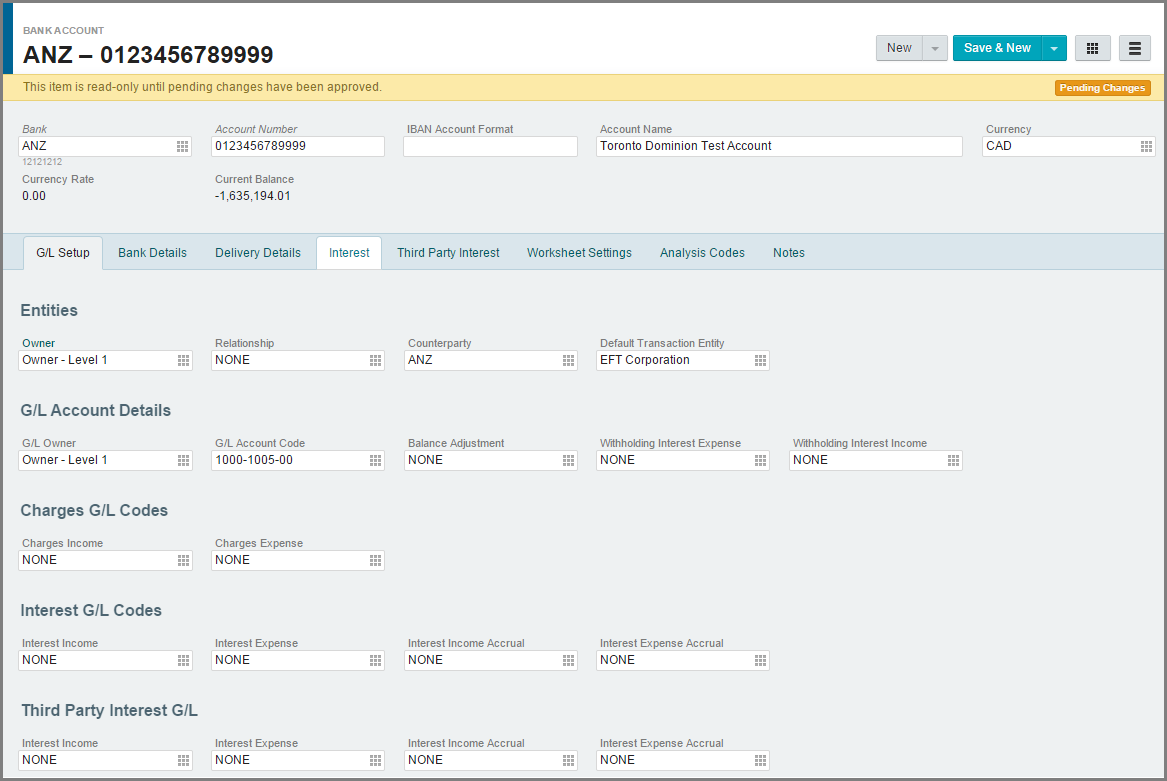 BANK ACCOUNT
ANZ – 0123456789999
New Save & New
This item is read-only until pending changes have been approved. Pending Changes
Bank Account Number IBAN Account Format Account Name Currency
ANZ 0123456789999 Toronto Dominion Test Account CAD
12121212
Currency Rate Current Balance
0.00 -1,635,194.01
G/L Setup Bank Details Delivery Details Interest Third Party Interest Worksheet Settings Analysis Codes Notes
Entities
Owner Relationship Counterparty Default Transaction Entity
Owner - Level 1 NONE ANZ EFT Corporation
G/L Account Details
G/L Owner G/L Account Code Balance Adjustment Withholding Interest Expense Withholding Interest Income
Owner - Level 1 1000-1005-00 NONE NONE NONE
Charges G/L Codes
Charges Income Charges Expense
NONE NONE
Interest G/L Codes
Interest Income Interest Expense Interest Income Accrual Interest Expense Accrual
NONE NONE NONE NONE
Third Party Interest G/L
Interest Income Interest Expense Interest Income Accrual Interest Expense Accrual
NONE NONE NONE NONE